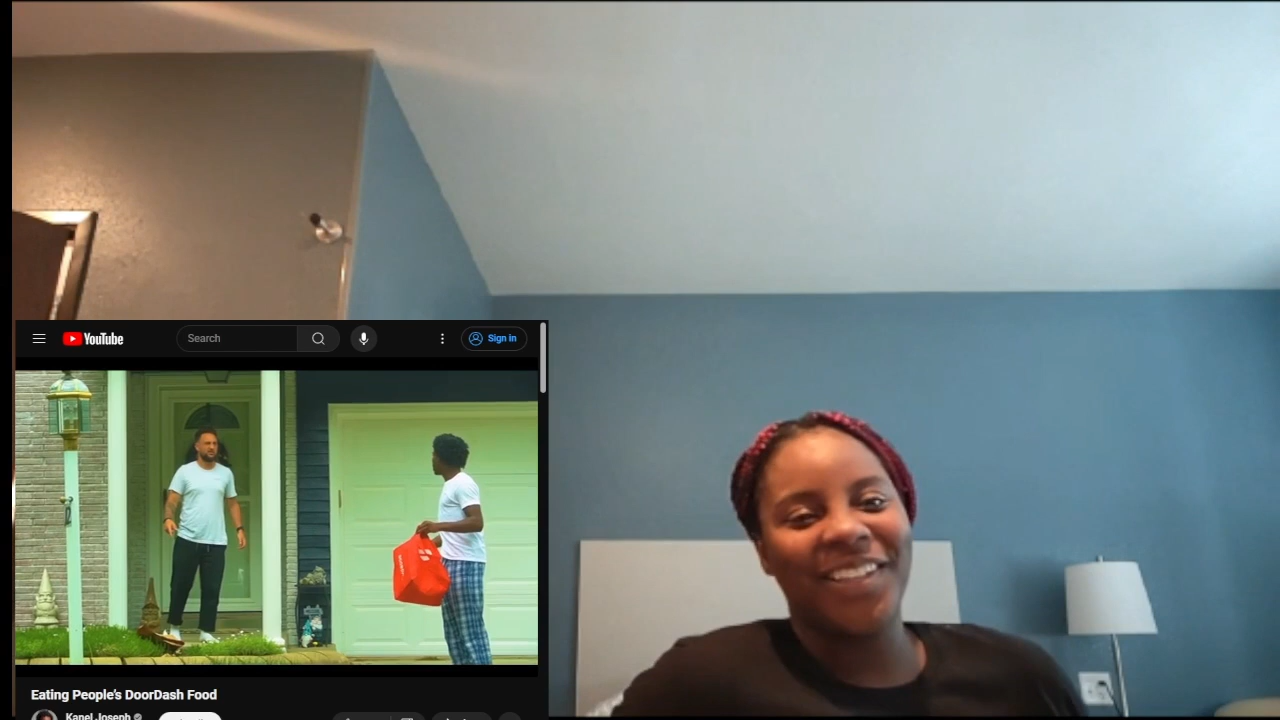 YouTube
Search
Sign in
Eating People's DoorDash Food
Kanel Joseph